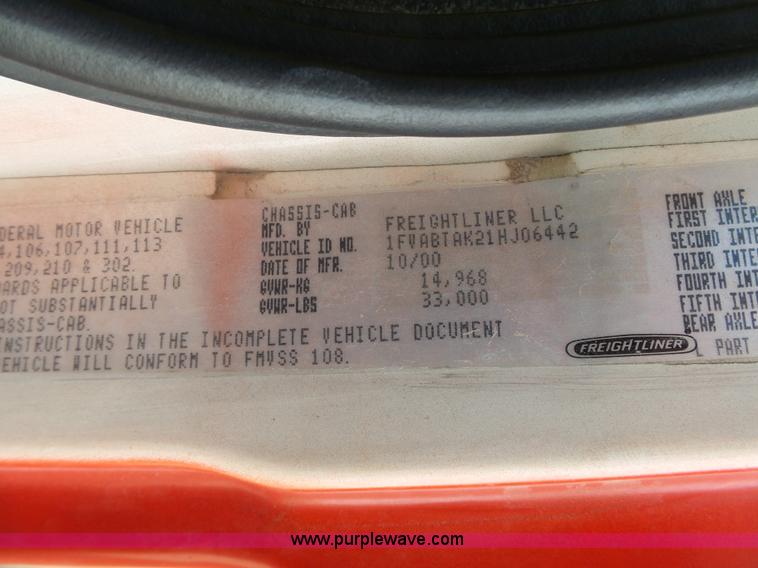 DERAL MOTOR VEHICLE
4,106,107,111,113
209,210 & 302.
ARDS APPLICABLE TO
OT SUBSTANTIALLY
ASSIS-CAB.
INSTRUCTIONS IN THE INCOMPLETE VEHICLE DOCUMENT
EHICLE WILL CONFORM TO FMVSS 108.
CHASSIS-CAB
MFD. BY FREIGHTLINER LLC
VEHICLE ID NO. 1FVABTAK21HJ06442
DATE OF MFR. 10/00
GVWR-KG 14,968
GVWR-LBS 33,000
FREIGHTLINER
FRONT AXLE
FIRST INTER
SECOND INTE
THIRD INTER
FOURTH INTE
FIFTH INT
REAR AXLE
L PART
www.purplewave.com